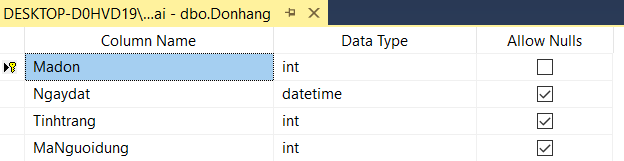 DESKTOP-D0HVD19\...ai - dbo.Donhang
Column Name Data Type Allow Nulls
Madon int
Ngaydat datetime
Tinhtrang int
MaNguoidung int